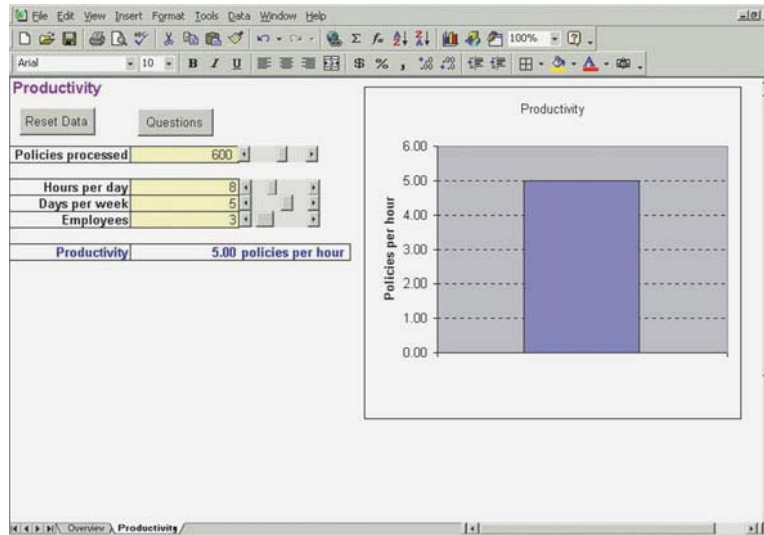 File Edit View Insert Format Tools Data Window Help
100%
Arial 10 B I U $ % ,
Productivity
Reset Data Questions
Policies processed 600
Hours per day 8
Days per week 5
Employees 3
Productivity 5.00 policies per hour
Productivity
Policies per hour
6.00
5.00
4.00
3.00
2.00
1.00
0.00
Overview Productivity